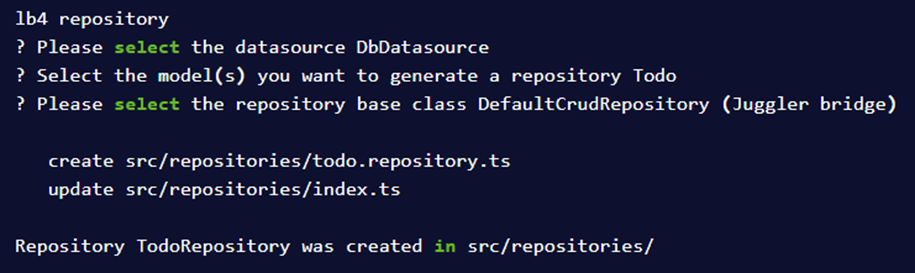 lb4 repository
? Please select the datasource DbDatasource
? Select the model(s) you want to generate a repository Todo
? Please select the repository base class DefaultCrudRepository (Juggler bridge)
create src/repositories/todo.repository.ts
update src/repositories/index.ts
Repository TodoRepository was created in src/repositories/